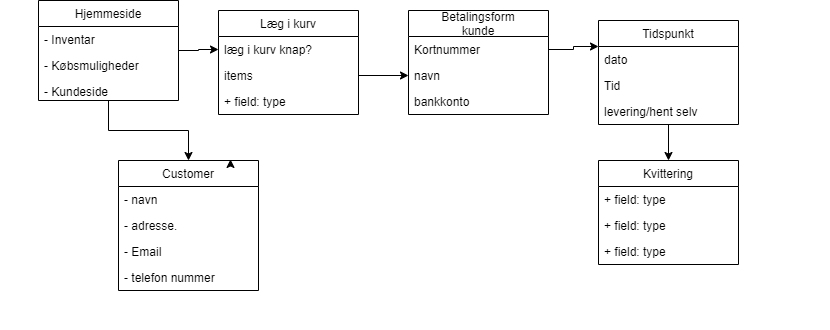 Hjemmeside
- Inventar
- Købsmuligheder
- Kundeside
Læg i kurv
læg i kurv knap?
items
+ field: type
Betalingsform
kunde
Kortnummer
navn
bankkonto
Tidspunkt
dato
Tid
levering/hent selv
Customer
- navn
- adresse.
- Email
- telefon nummer
Kvittering
+ field: type
+ field: type
+ field: type